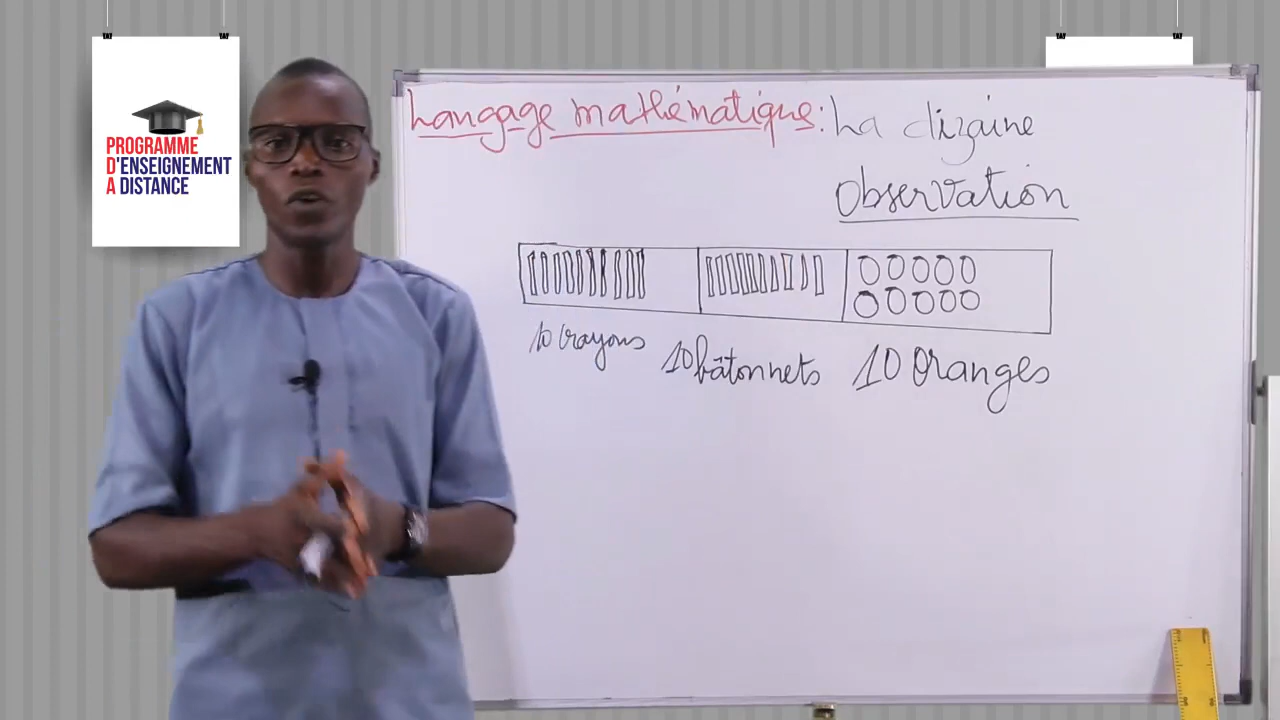 PROGRAMME
D'ENSEIGNEMENT
A DISTANCE
Langage mathématique: La dizaine
Observation
10 crayons 10 bâtonnets 10 oranges